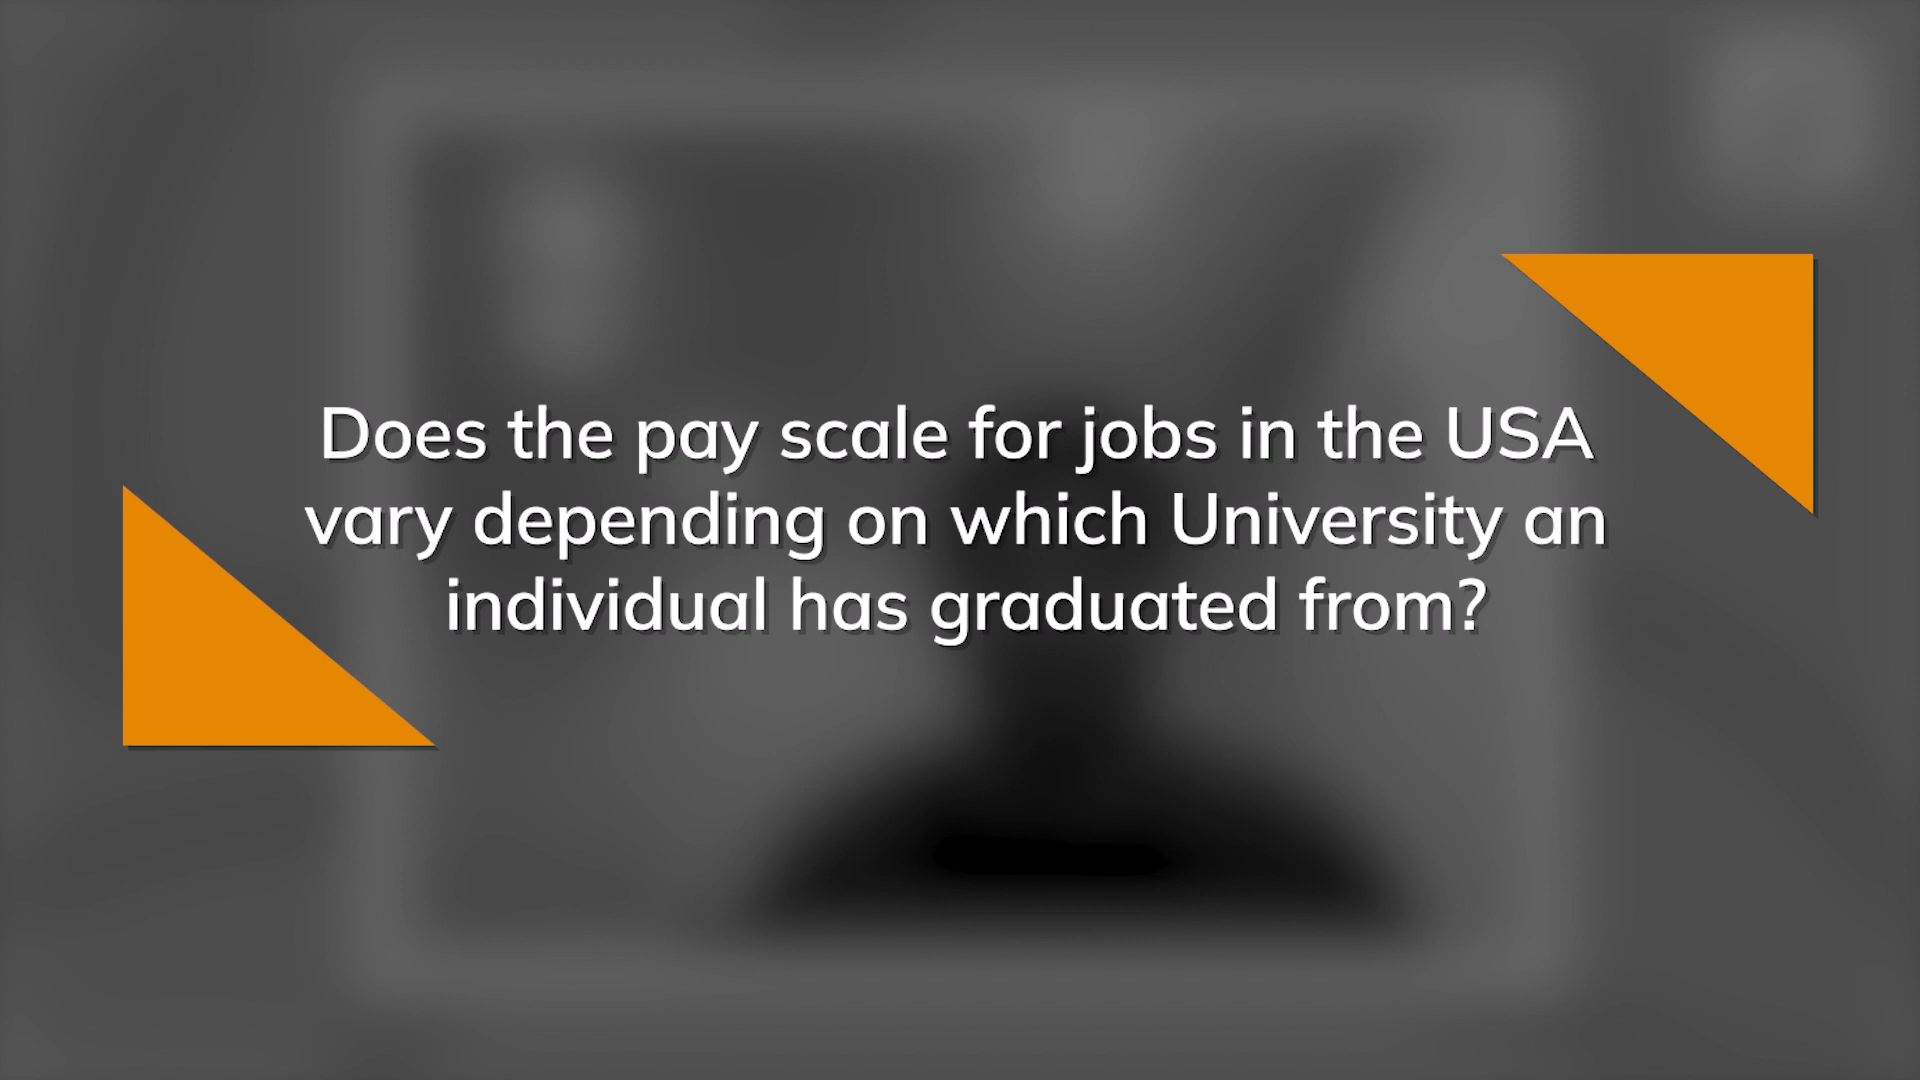 Does the pay scale for jobs in the USA
vary depending on which University an
individual has graduated from?